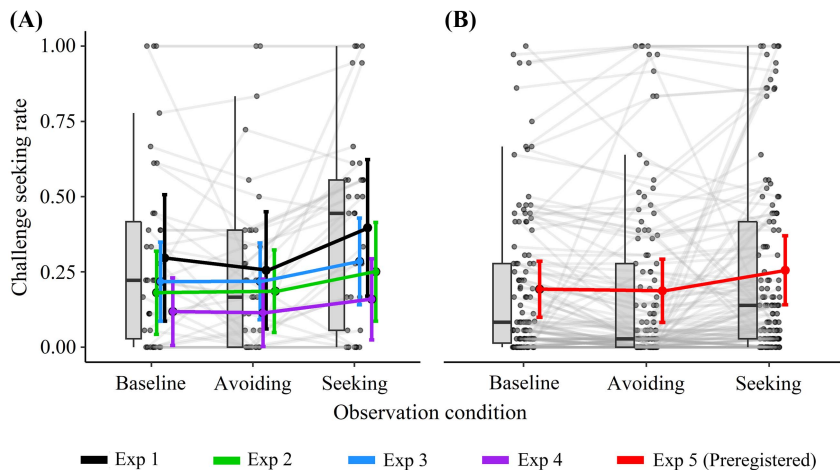 (A)
(B)
Challenge seeking rate
1.00
0.75
0.50
0.25
0.00
Baseline Avoiding Seeking
Baseline Avoiding Seeking
Observation condition
Exp 1 Exp 2 Exp 3 Exp 4 Exp 5 (Preregistered)